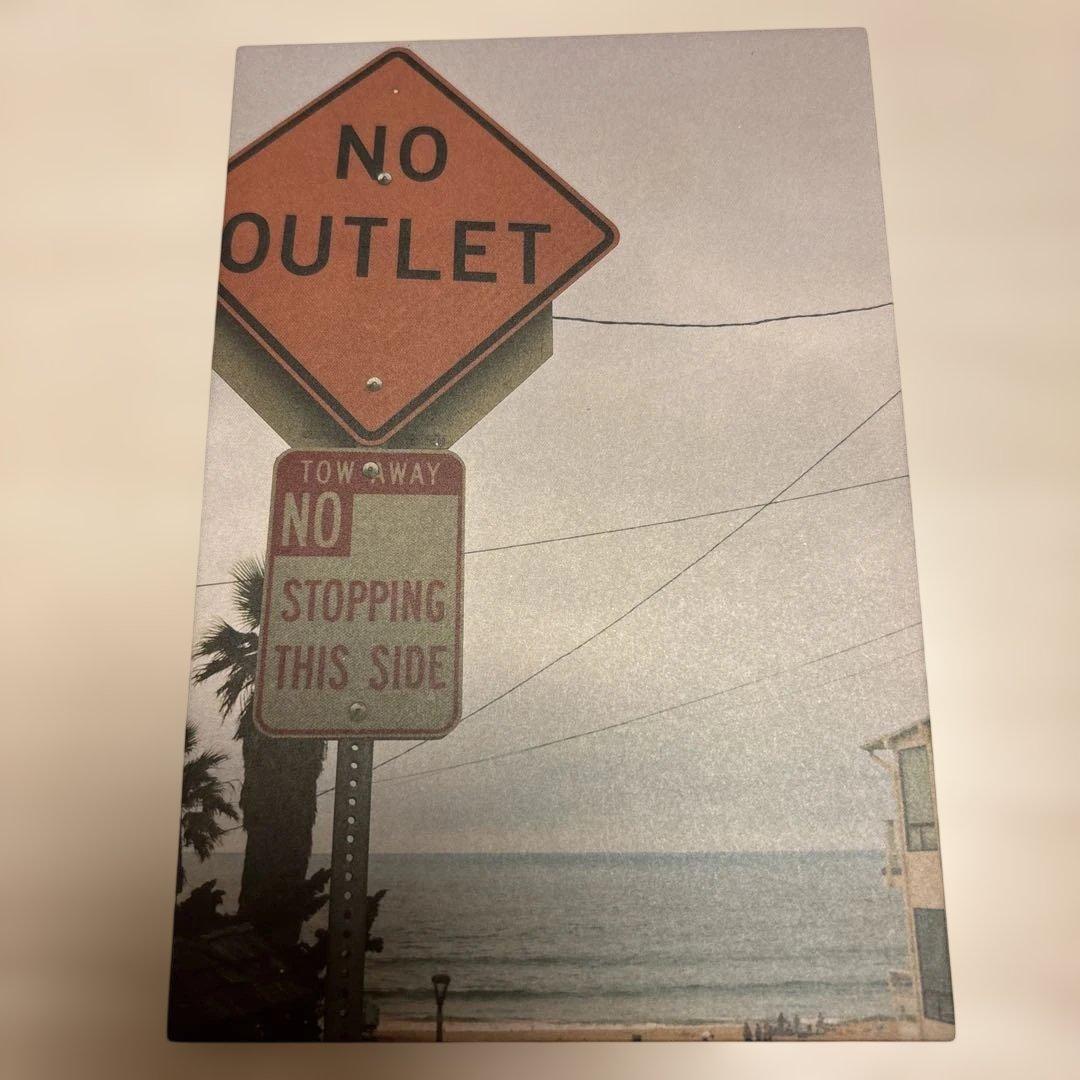 NO
OUTLET
TOW AWAY
NO
STOPPING
THIS SIDE